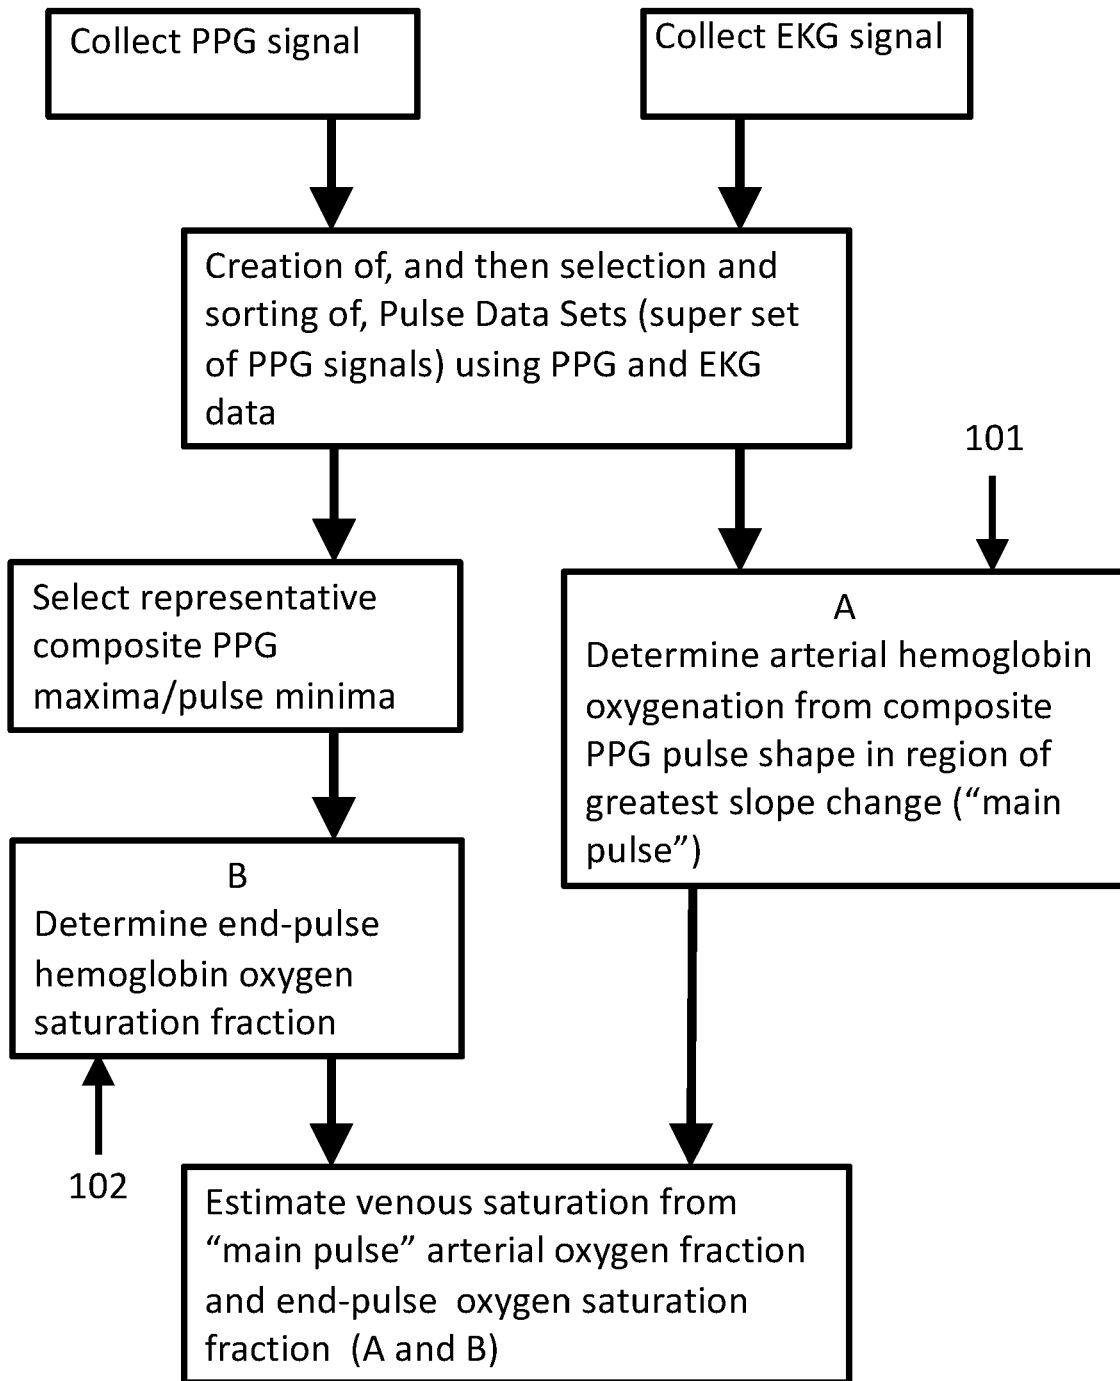 Collect PPG signal
Collect EKG signal
Creation of, and then selection and
sorting of, Pulse Data Sets (super set
of PPG signals) using PPG and EKG
data
101
Select representative
composite PPG
maxima/pulse minima
A
Determine arterial hemoglobin
oxygenation from composite
PPG pulse shape in region of
greatest slope change (“main
pulse”)
B
Determine end-pulse
hemoglobin oxygen
saturation fraction
102
Estimate venous saturation from
“main pulse” arterial oxygen fraction
and end-pulse  oxygen saturation
fraction  (A and B)